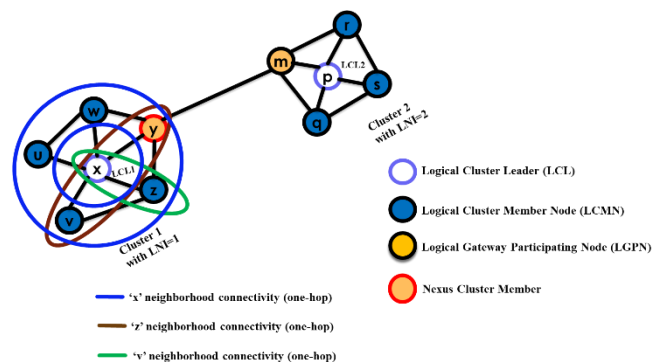 r
m
LCL2
p
s
q
Cluster 2
with LNI=2
w
y
u
x
LCL1
z
v
Cluster 1
with LNI=1
Logical Cluster Leader (LCL)
Logical Cluster Member Node (LCMN)
Logical Gateway Participating Node (LGPN)
Nexus Cluster Member
‘x’ neighborhood connectivity (one-hop)
‘z’ neighborhood connectivity (one-hop)
‘v’ neighborhood connectivity (one-hop)